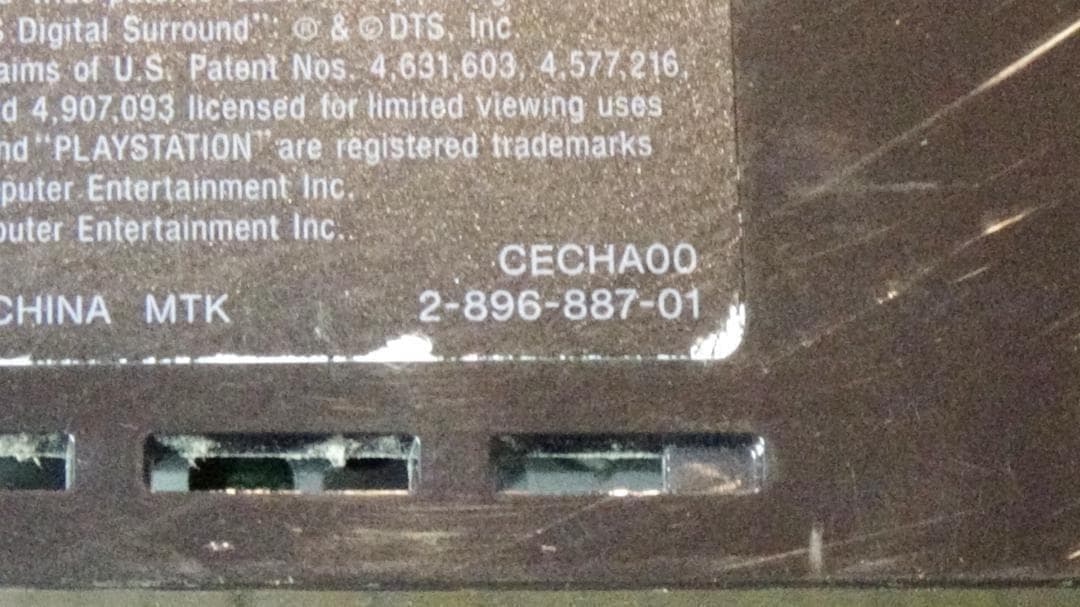 Digital Surround": ® & © DTS, Inc.
aims of U.S. Patent Nos. 4,631,603, 4,577,216,
d 4,907,093 licensed for limited viewing uses
nd "PLAYSTATION" are registered trademarks
puter Entertainment Inc.
outer Entertainment Inc.
CECHA00
CHINA MTK 2-896-887-01